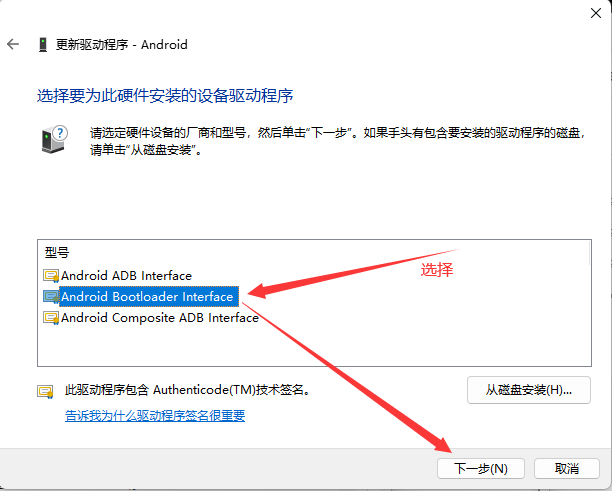 更新驱动程序 - Android
选择要为此硬件安装的设备驱动程序
请选定硬件设备的厂商和型号，然后单击“下一步”。如果手头有包含要安装的驱动程序的磁盘，
请单击“从磁盘安装”。
型号
Android ADB Interface
选择
Android Bootloader Interface
Android Composite ADB Interface
此驱动程序包含 Authenticode(TM)技术签名。
从磁盘安装(H)...
告诉我为什么驱动程序签名很重要
下一步(N)
取消